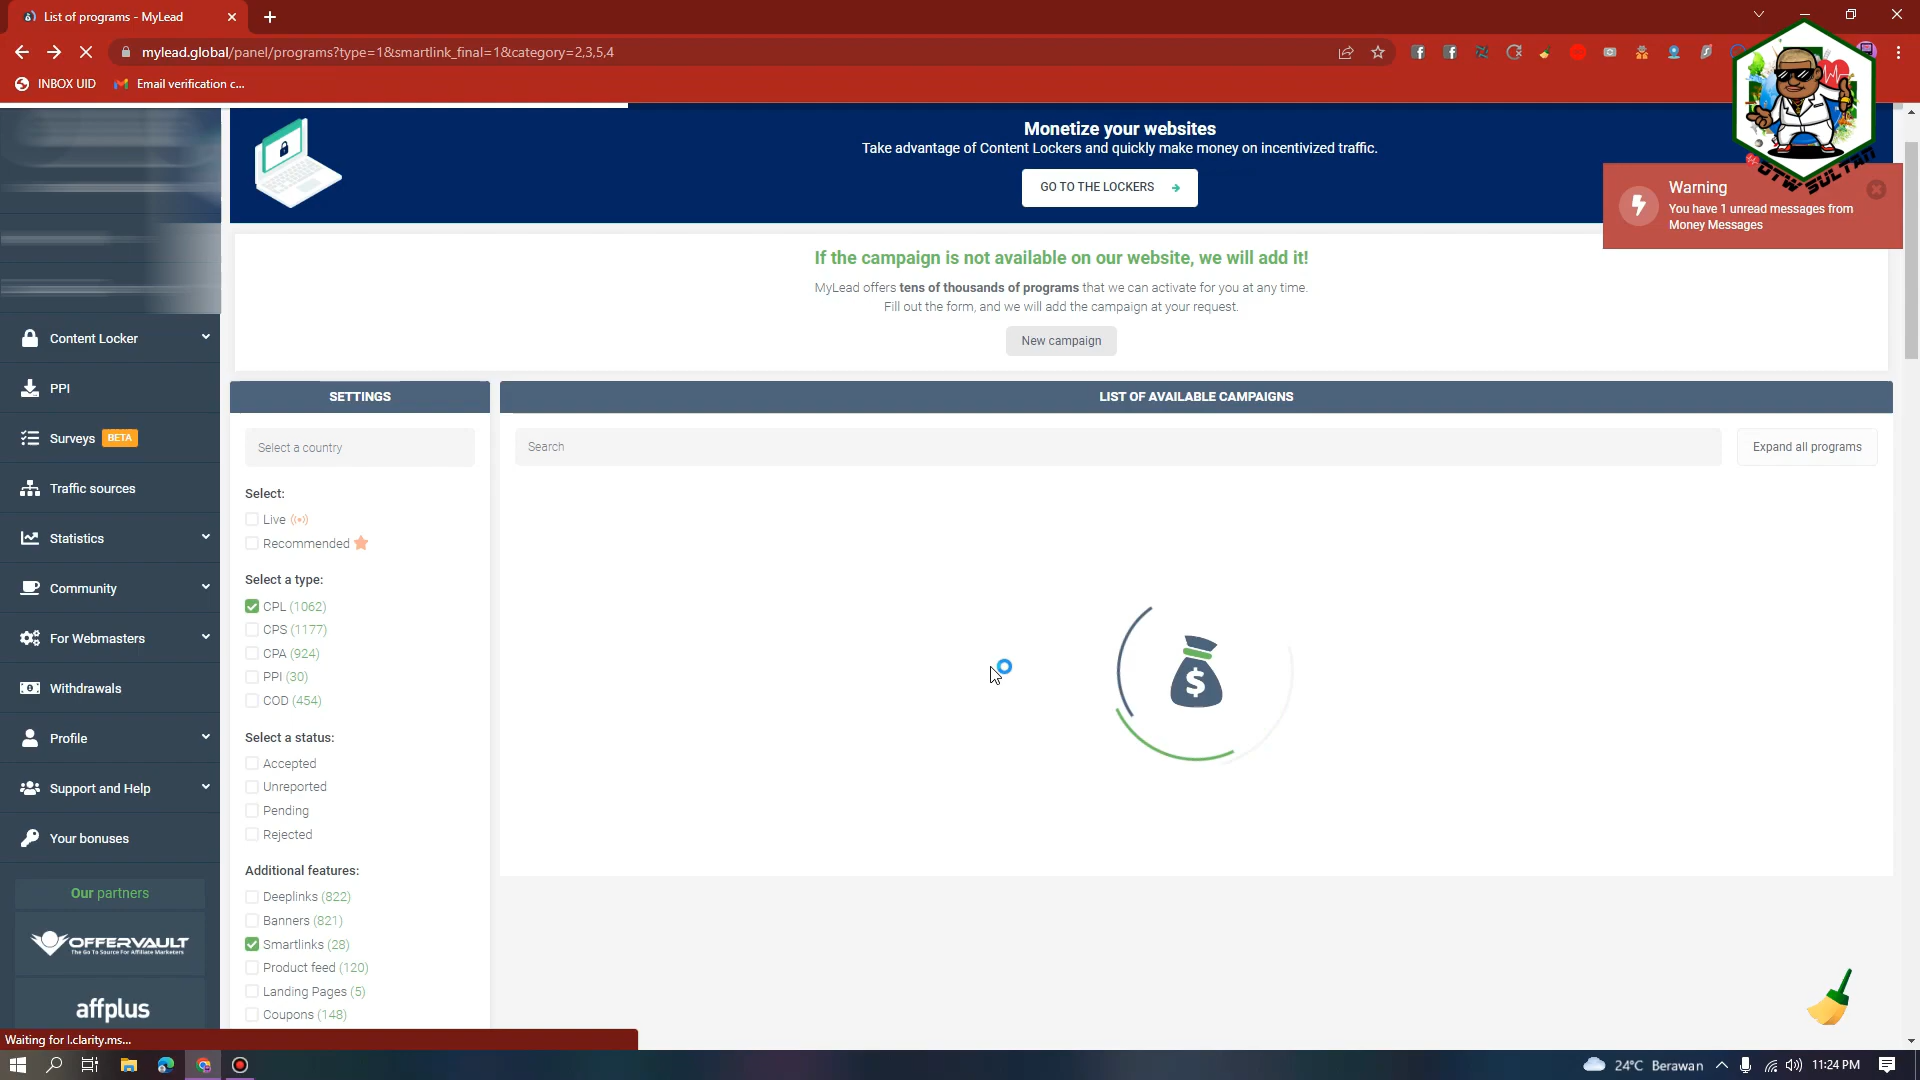 List of programs - MyLead
mylead.global/panel/programs?type=1&smartlink_final=1&category=2,3,5,4
INBOX UID
Email verification c...
Monetize your websites
Take advantage of Content Lockers and quickly make money on incentivized traffic.
GO TO THE LOCKERS
OTW SULTAN
Warning
You have 1 unread messages from
Money Messages
If the campaign is not available on our website, we will add it!
MyLead offers tens of thousands of programs that we can activate for you at any time.
Fill out the form, and we will add the campaign at your request.
New campaign
Content Locker
PPI
Surveys BETA
Traffic sources
Statistics
Community
For Webmasters
Withdrawals
Profile
Support and Help
Your bonuses
Our partners
OFFERVAULT
The Go To Source For Affiliate Marketers
affplus
SETTINGS
Select a country
Select:
Live
Recommended
Select a type:
CPL (1062)
CPS (1177)
CPA (924)
PPI (30)
COD (454)
Select a status:
Accepted
Unreported
Pending
Rejected
Additional features:
Deeplinks (822)
Banners (821)
Smartlinks (28)
Product feed (120)
Landing Pages (5)
Coupons (148)
LIST OF AVAILABLE CAMPAIGNS
Search
Expand all programs
$
Waiting for l.clarity.ms...
24°C Berawan
11:24 PM